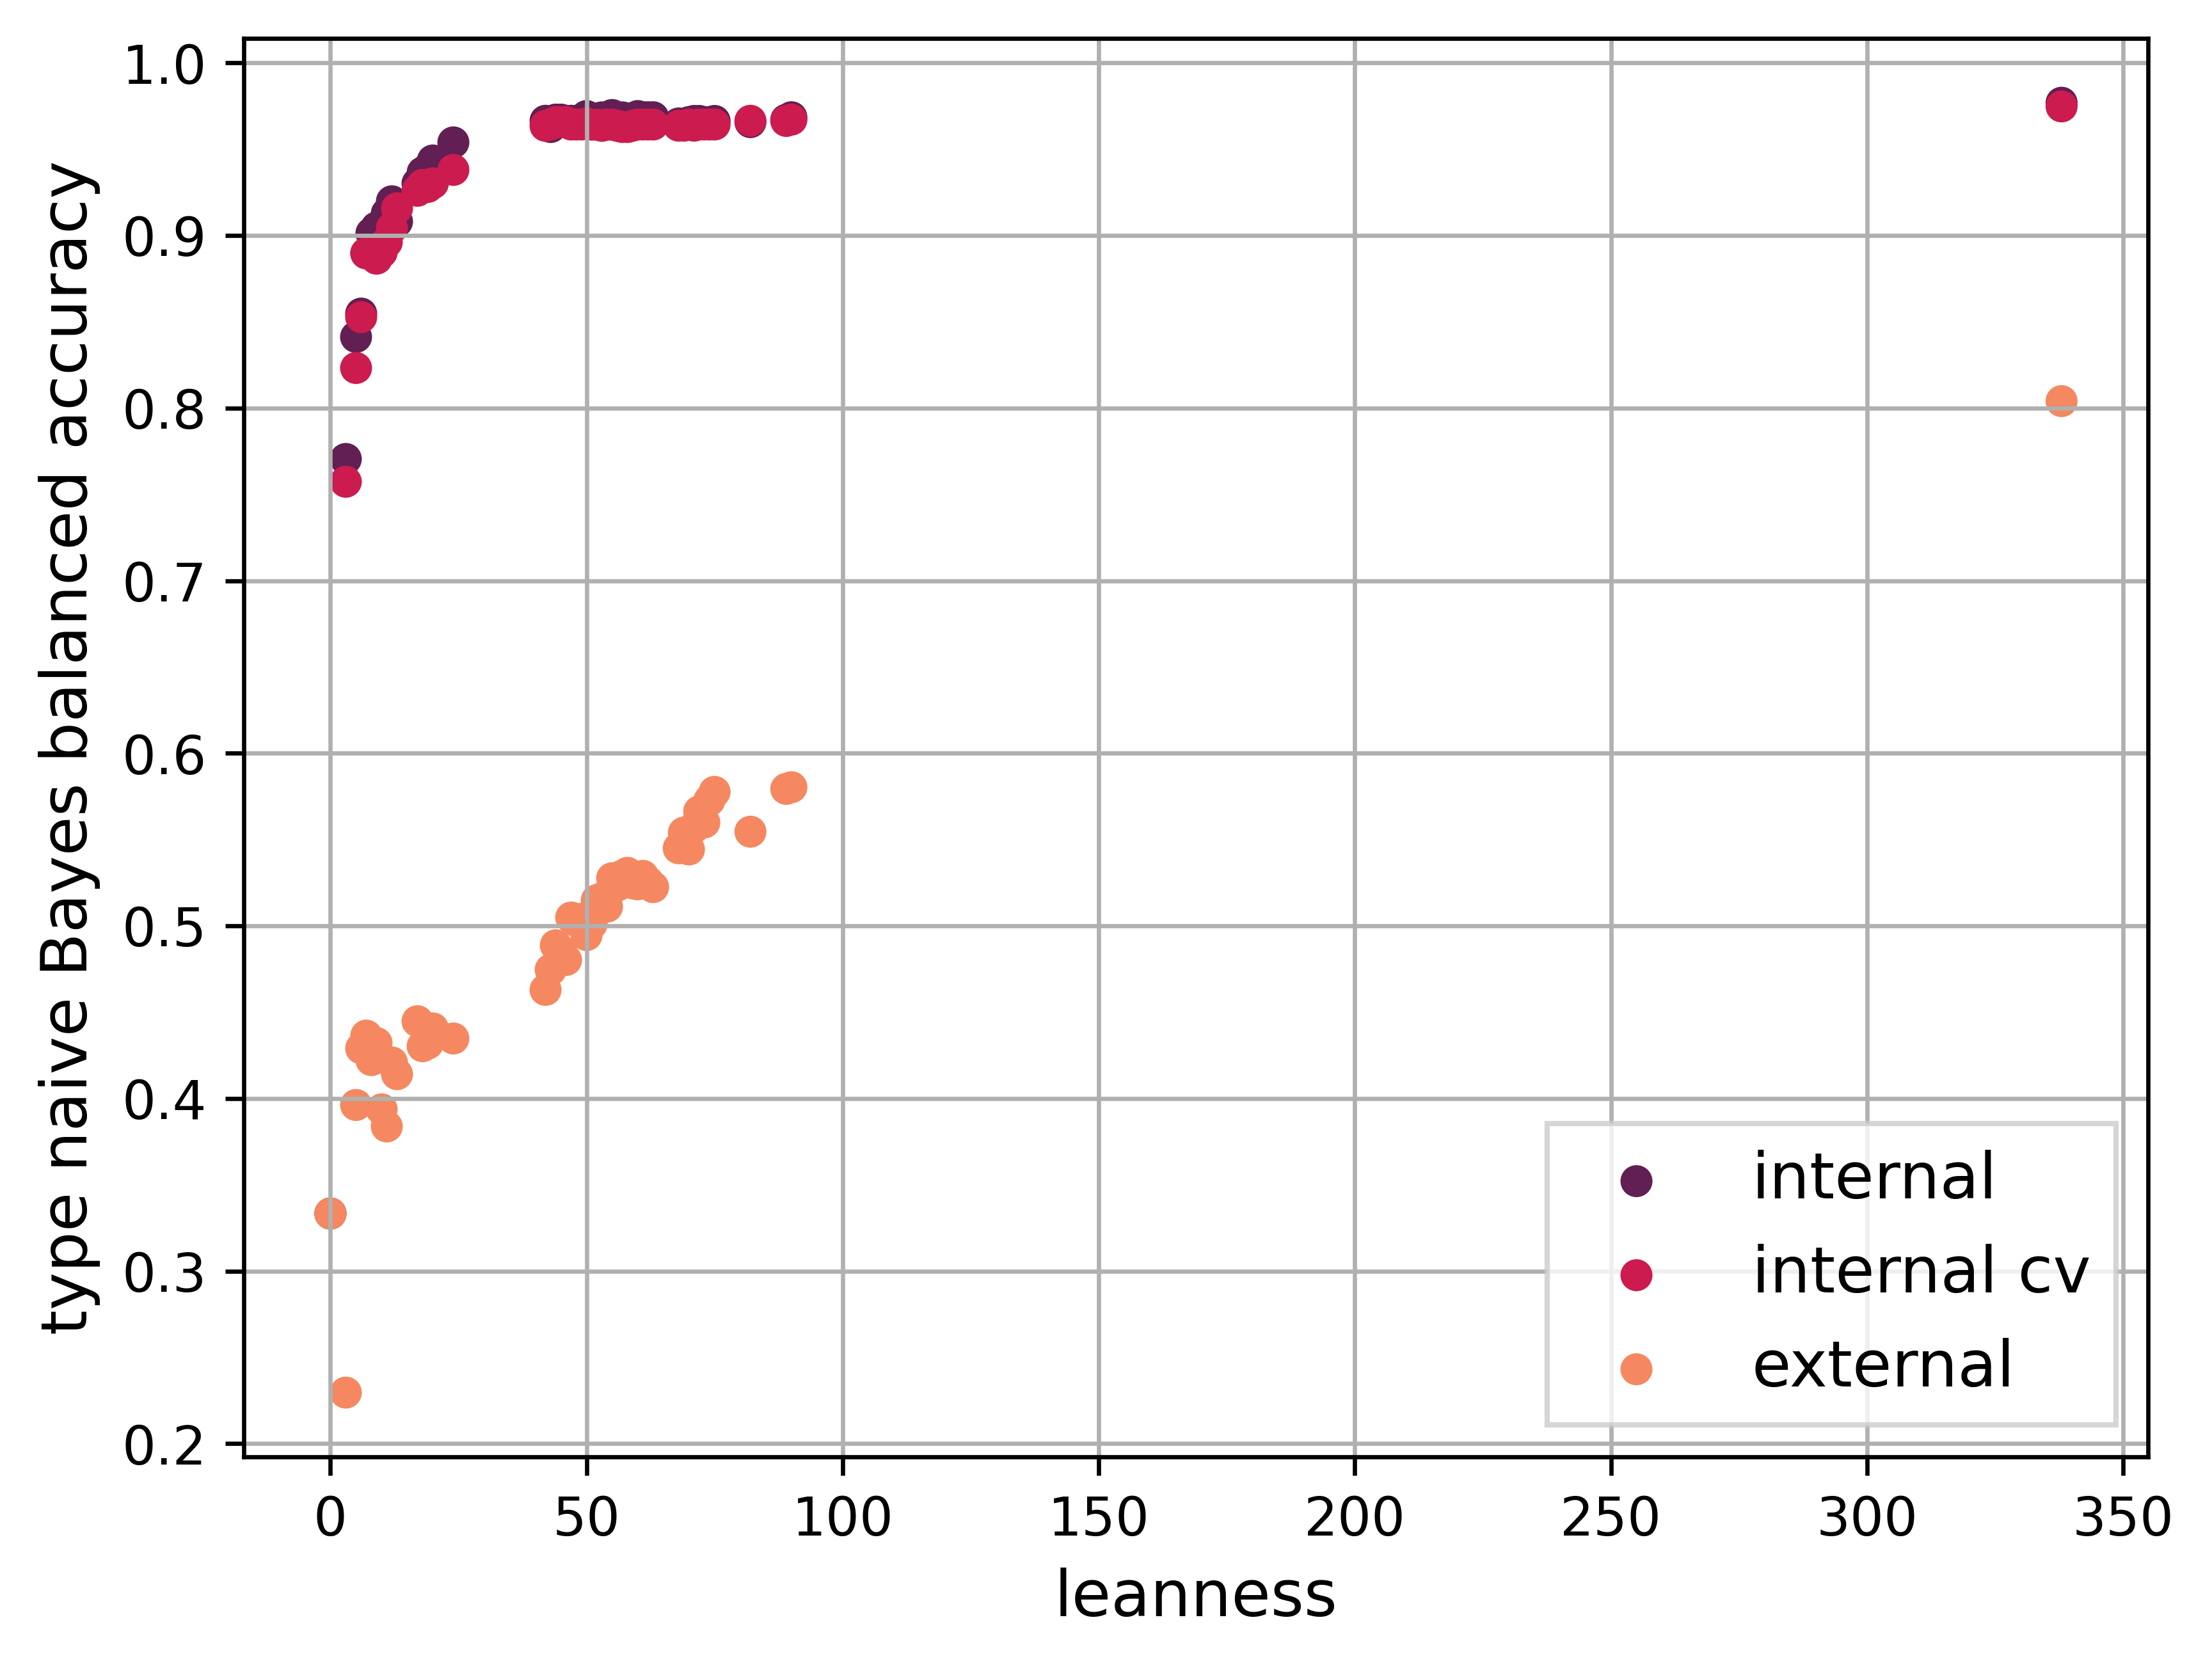 type naive Bayes balanced accuracy
1.0
0.9
0.8
0.7
0.6
0.5
0.4
0.3
0.2
internal
internal cv
external
0 50 100 150 200 250 300 350
leanness